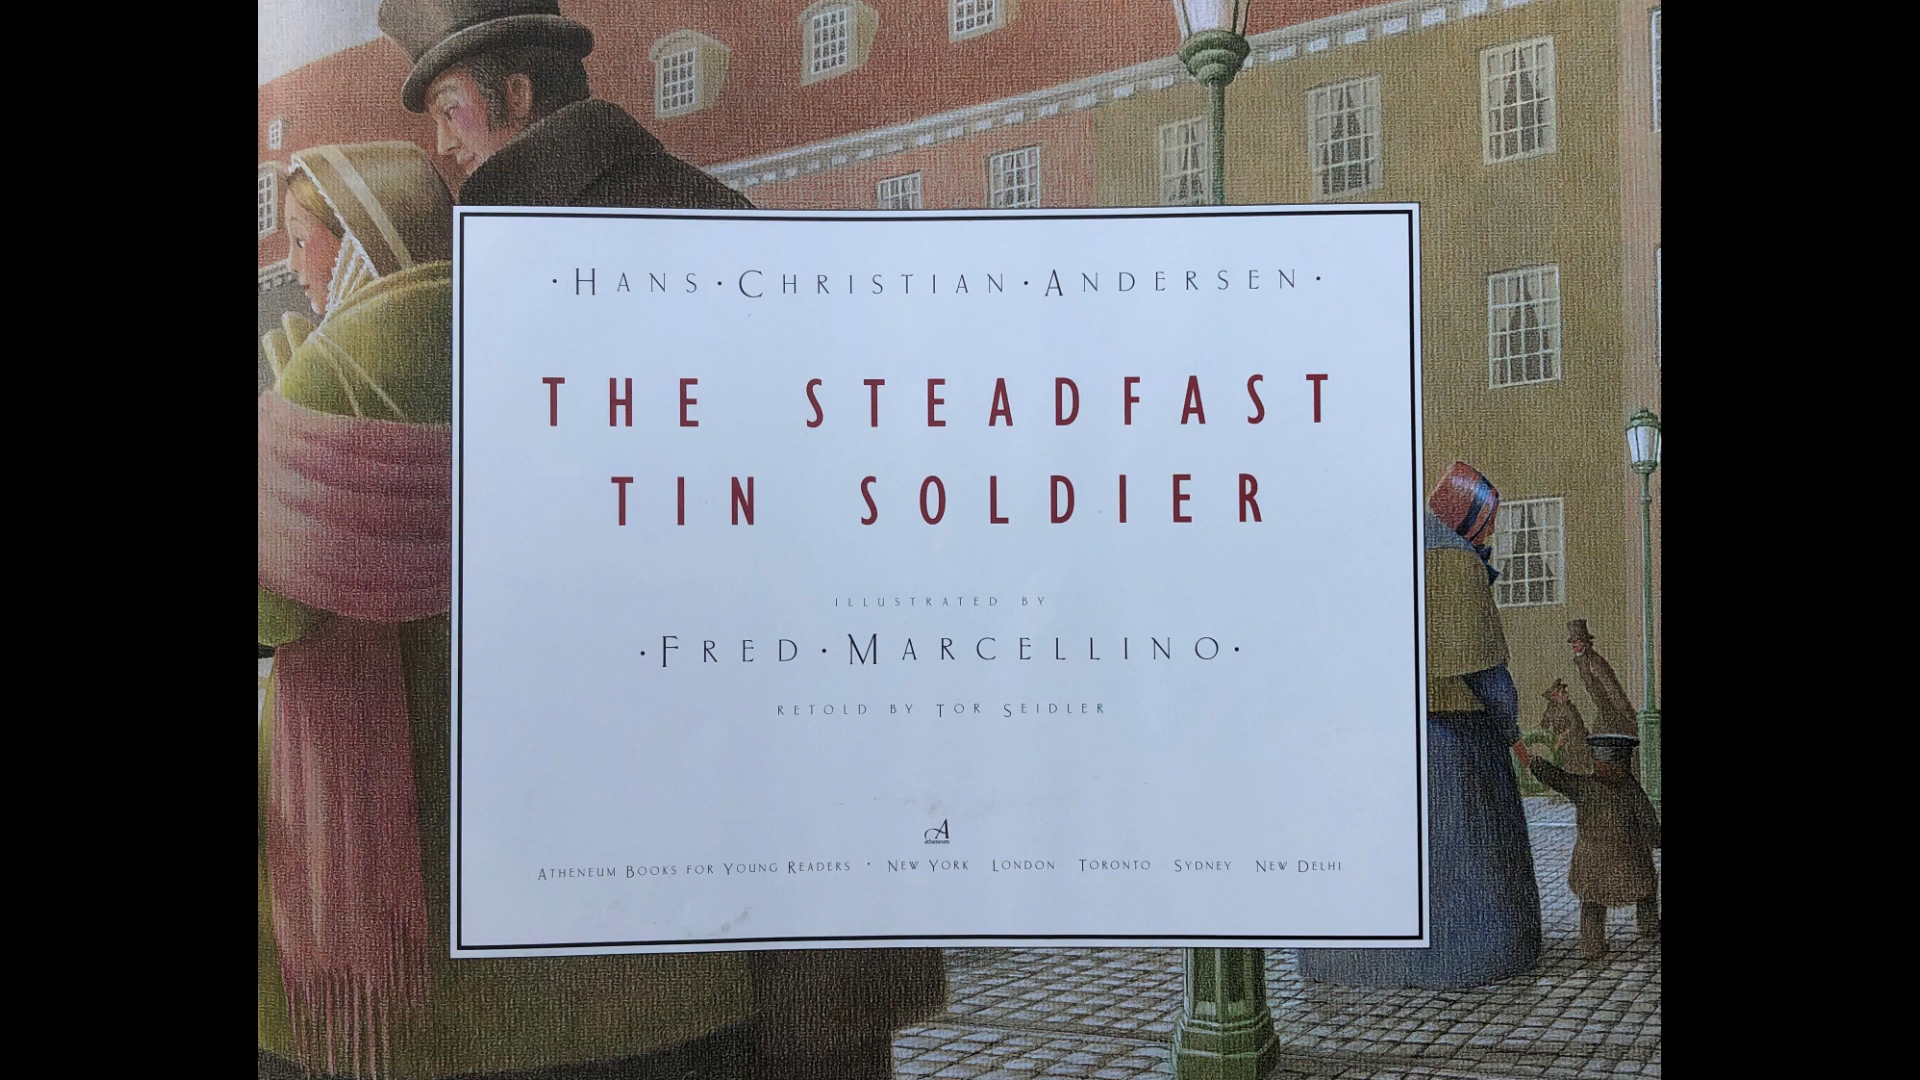 · HANS · CHRISTIAN · ANDERSEN ·
THE STEADFAST
TIN SOLDIER
ILLUSTRATED BY
· FRED · MARCELLINO ·
RETOLD BY TOR SEIDLER
A
atheneum
ATHENEUM BOOKS FOR YOUNG READERS · NEW YORK LONDON TORONTO SYDNEY NEW DELHI